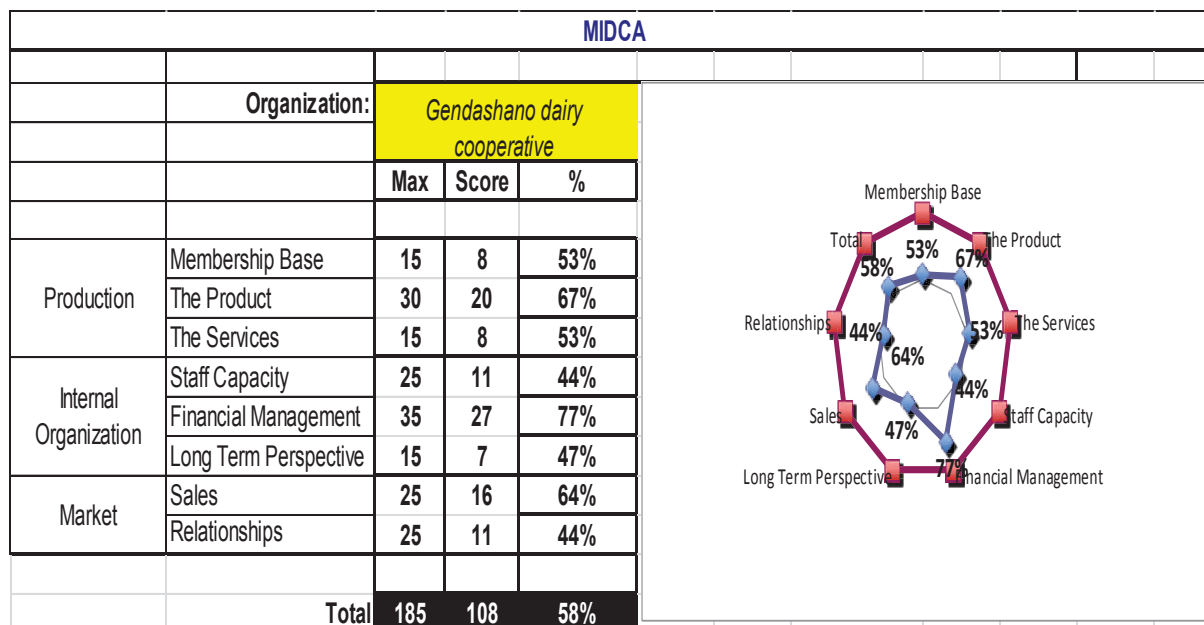 MIDCA
Organization: Gendashano dairy
cooperative
Max Score %
Production
Membership Base 15 8 53%
The Product 30 20 67%
The Services 15 8 53%
Internal
Organization
Staff Capacity 25 11 44%
Financial Management 35 27 77%
Long Term Perspective 15 7 47%
Market
Sales 25 16 64%
Relationships 25 11 44%
Total 185 108 58%
Membership Base
Total
The Product
58%
53%
67%
Relationships
44%
53%
The Services
64%
44%
Sales
Staff Capacity
47%
77%
Long Term Perspective
Financial Management